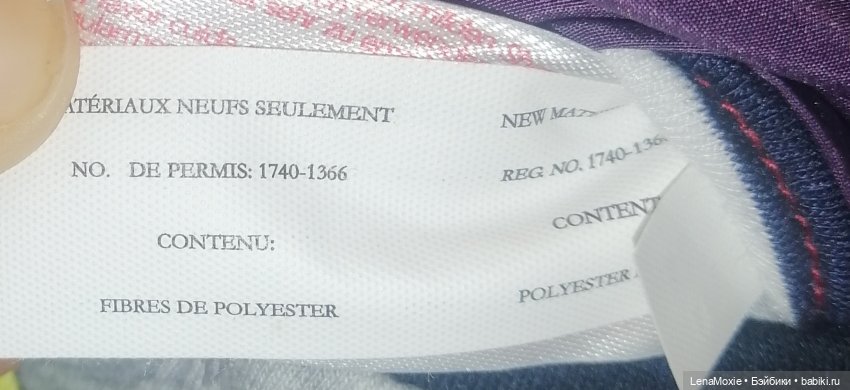 ATÉRIAUX NEUFS SEULEMENT
NO. DE PERMIS: 1740-1366
CONTENU:
FIBRES DE POLYESTER
NEW MAT
REG NO. 1740-136
CONTENT
POLYESTER
LenaMoxie • Бэйбики • babiki.ru